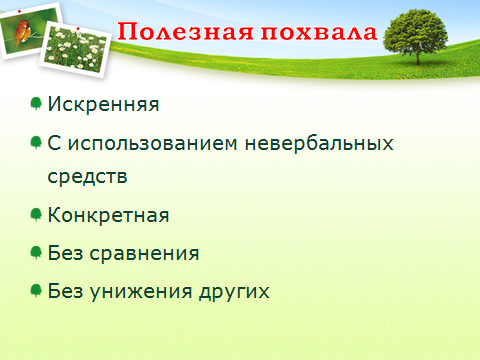 Полезная похвала
Искренняя
С использованием невербальных
средств
Конкретная
Без сравнения
Без унижения других